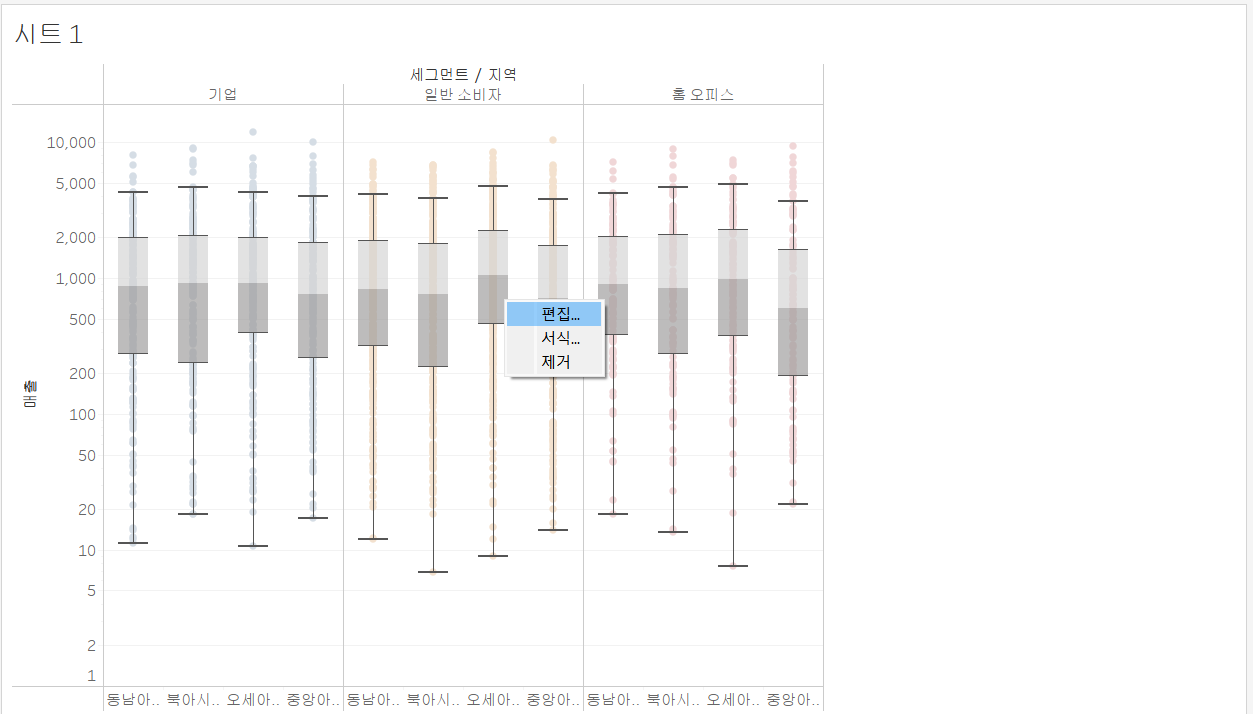 시트 1
세그먼트 / 지역
기업 일반 소비자 홈 오피스
10,000
5,000
2,000
1,000
500
200
100
50
20
10
5
2
1
매출
편집...
서식...
제거
동남아.. 북아시.. 오세아.. 중앙아.. 동남아.. 북아시.. 오세아.. 중앙아.. 동남아.. 북아시.. 오세아.. 중앙아..